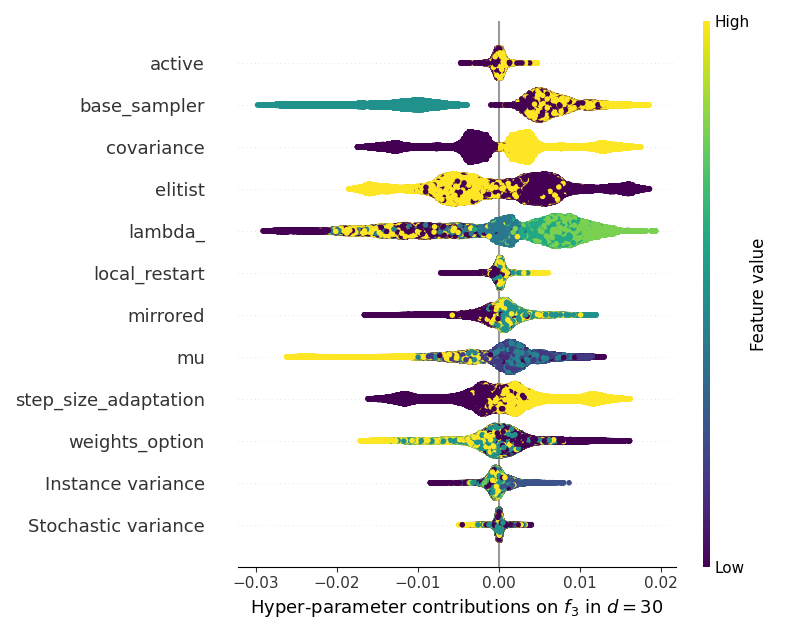 High
active
base_sampler
covariance
elitist
lambda_
local_restart
mirrored
mu
step_size_adaptation
weights_option
Instance variance
Stochastic variance
Feature value
Low
−0.03 −0.02 −0.01 0.00 0.01 0.02
Hyper-parameter contributions on f₃ in d = 30